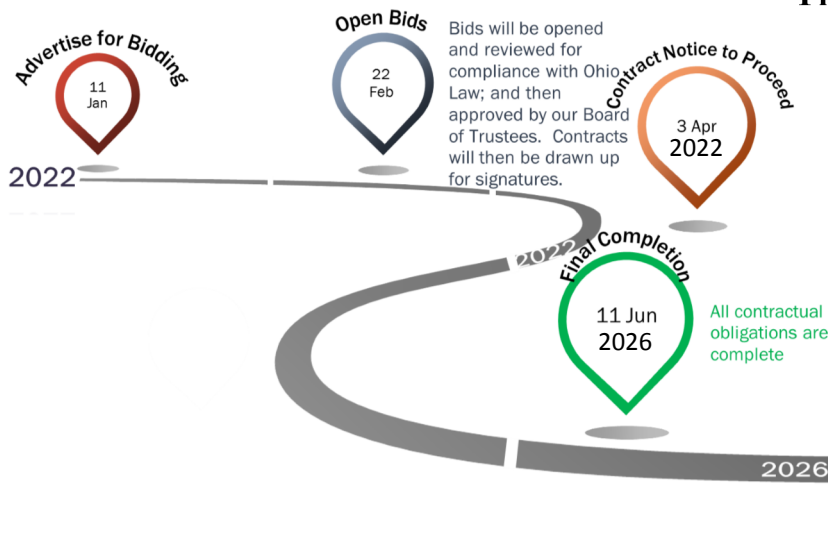 Advertise for Bidding
11
Jan
Open Bids
22
Feb
Bids will be opened
and reviewed for
compliance with Ohio
Law; and then
approved by our Board
of Trustees. Contracts
will then be drawn up
for signatures.
Contract Notice to Proceed
3 Apr
2022
2022
2022
Final Completion
11 Jun
2026
All contractual
obligations are
complete
2026